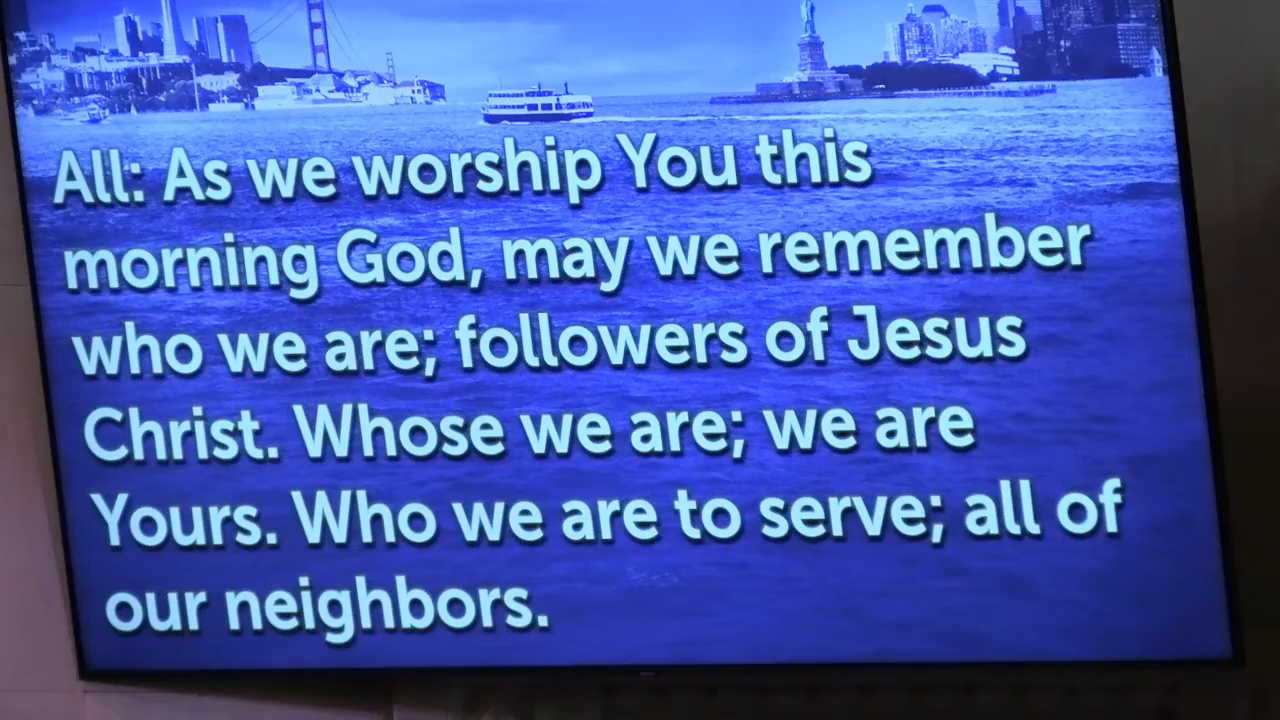 All: As we worship You this
morning God, may we remember
who we are; followers of Jesus
Christ. Whose we are; we are
Yours. Who we are to serve; all of
our neighbors.